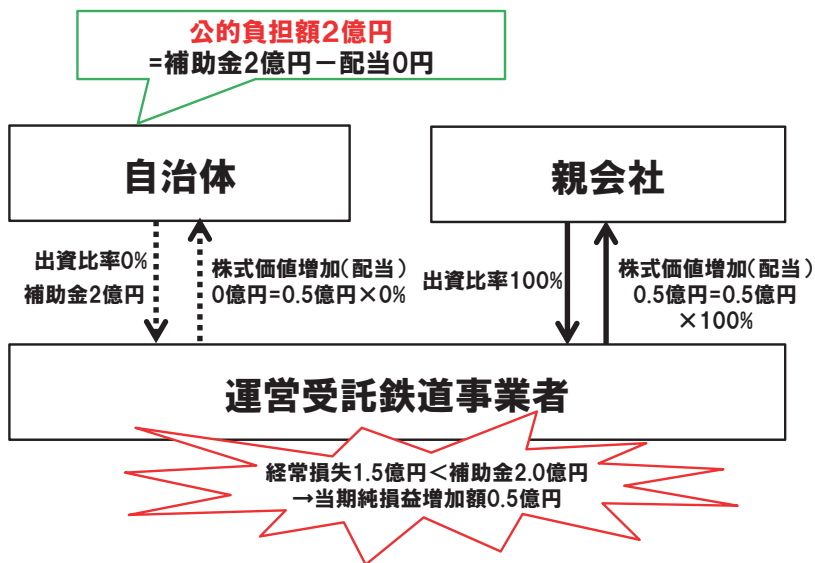 公的負担額２億円
=補助金2億円－配当0円
自治体
親会社
出資比率0%
補助金2億円
株式価値増加（配当）
0億円=0.5億円×0%
出資比率100%
株式価値増加（配当）
0.5億円=0.5億円
×100%
運営受託鉄道事業者
経常損失1.5億円＜補助金2.0億円
→当期純損益増加額0.5億円